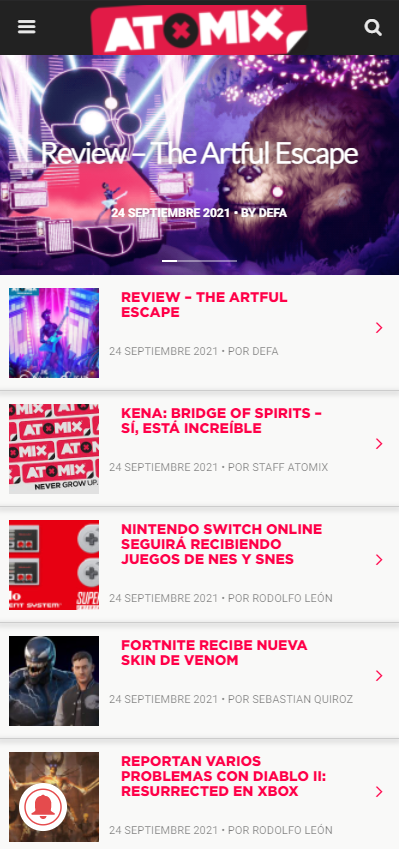 ATOMIX
Review – The Artful Escape
24 SEPTIEMBRE 2021 • BY DEFA
REVIEW – THE ARTFUL
ESCAPE
24 SEPTIEMBRE 2021 • POR DEFA
KENA: BRIDGE OF SPIRITS –
SÍ, ESTÁ INCREÍBLE
24 SEPTIEMBRE 2021 • POR STAFF ATOMIX
ATOMIX
NEVER GROW UP.
NINTENDO SWITCH ONLINE
SEGUIRÁ RECIBIENDO
JUEGOS DE NES Y SNES
24 SEPTIEMBRE 2021 • POR RODOLFO LEÓN
FORTNITE RECIBE NUEVA
SKIN DE VENOM
24 SEPTIEMBRE 2021 • POR SEBASTIAN QUIROZ
REPORTAN VARIOS
PROBLEMAS CON DIABLO II:
RESURRECTED EN XBOX
24 SEPTIEMBRE 2021 • POR RODOLFO LEÓN